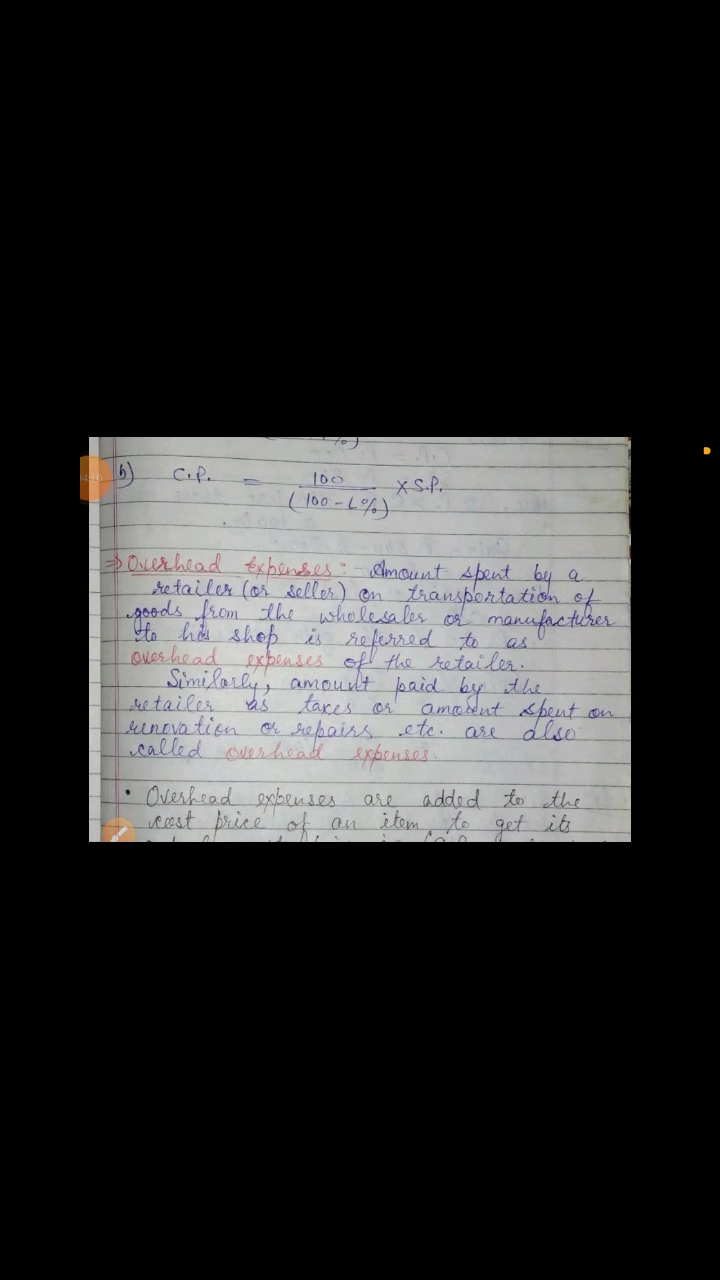 b) C.P. = 100 / (100 - L%) × S.P.
⇒ Overhead expenses :- Amount spent by a
retailer (or seller) on transportation of
goods from the wholesaler or manufacturer
to his shop is referred to as
overhead expenses of the retailer.
Similarly, amount paid by the
retailer as taxes or amount spent on
renovation or repairs etc. are also
called overhead expenses.
• Overhead expenses are added to the
cost price of an item to get its